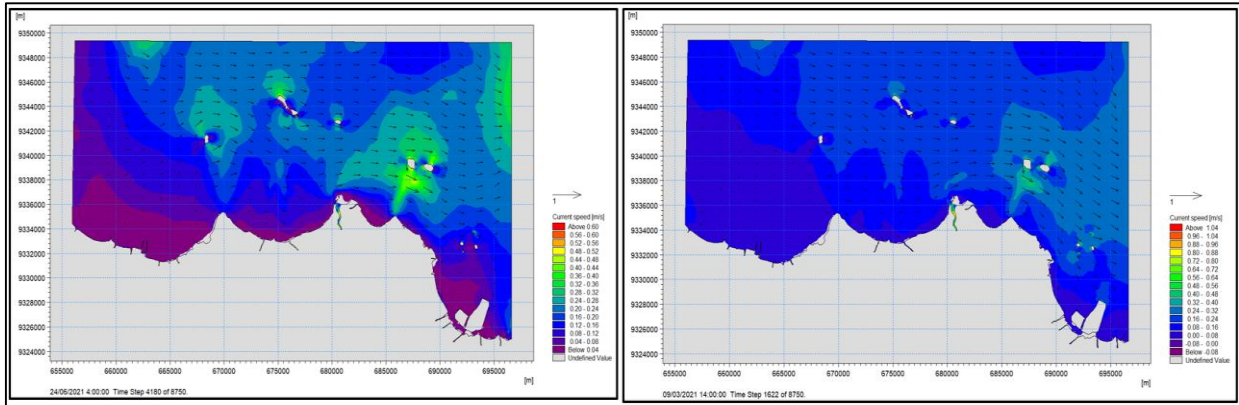 [m]
9350000
9348000
9346000
9344000
9342000
9340000
9338000
9336000
9334000
9332000
9330000
9328000
9326000
9324000
1
Current speed [m/s]
Above 0.60
0.56 - 0.60
0.52 - 0.56
0.48 - 0.52
0.44 - 0.48
0.40 - 0.44
0.36 - 0.40
0.32 - 0.36
0.28 - 0.32
0.24 - 0.28
0.20 - 0.24
0.16 - 0.20
0.12 - 0.16
0.08 - 0.12
0.04 - 0.08
Below 0.04
Undefined Value
655000 660000 665000 670000 675000 680000 685000 690000 695000
[m]
24/06/2021 4:00:00 Time Step 4180 of 8750.
[m]
9350000
9348000
9346000
9344000
9342000
9340000
9338000
9336000
9334000
9332000
9330000
9328000
9326000
9324000
1
Current speed [m/s]
Above 1.04
0.96 - 1.04
0.88 - 0.96
0.80 - 0.88
0.72 - 0.80
0.64 - 0.72
0.56 - 0.64
0.48 - 0.56
0.40 - 0.48
0.32 - 0.40
0.24 - 0.32
0.16 - 0.24
0.08 - 0.16
0.00 - 0.08
-0.08 - 0.00
Below -0.08
Undefined Value
655000 660000 665000 670000 675000 680000 685000 690000 695000
[m]
09/03/2021 14:00:00 Time Step 1622 of 8750.